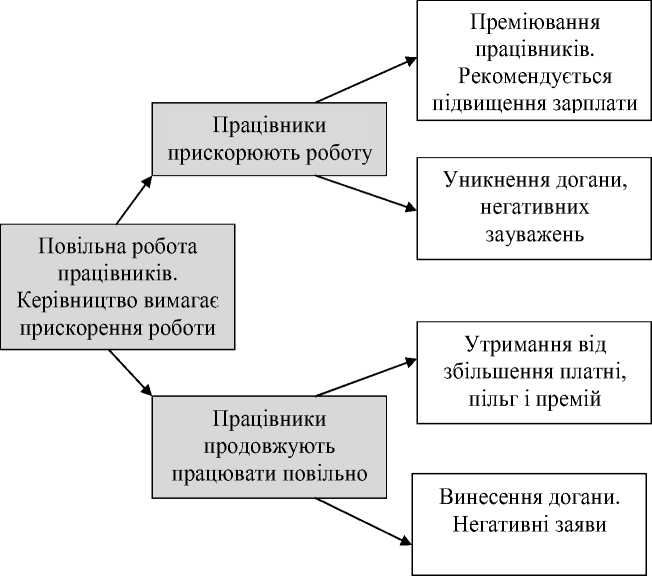 Преміювання
працівників.
Рекомендується
підвищення зарплати
Працівники
прискорюють роботу
Уникнення догани,
негативних
зауважень
Повільна робота
працівників.
Керівництво вимагає
прискорення роботи
Утримання від
збільшення платні,
пільг і премій
Працівники
продовжують
працювати повільно
Винесення догани.
Негативні заяви